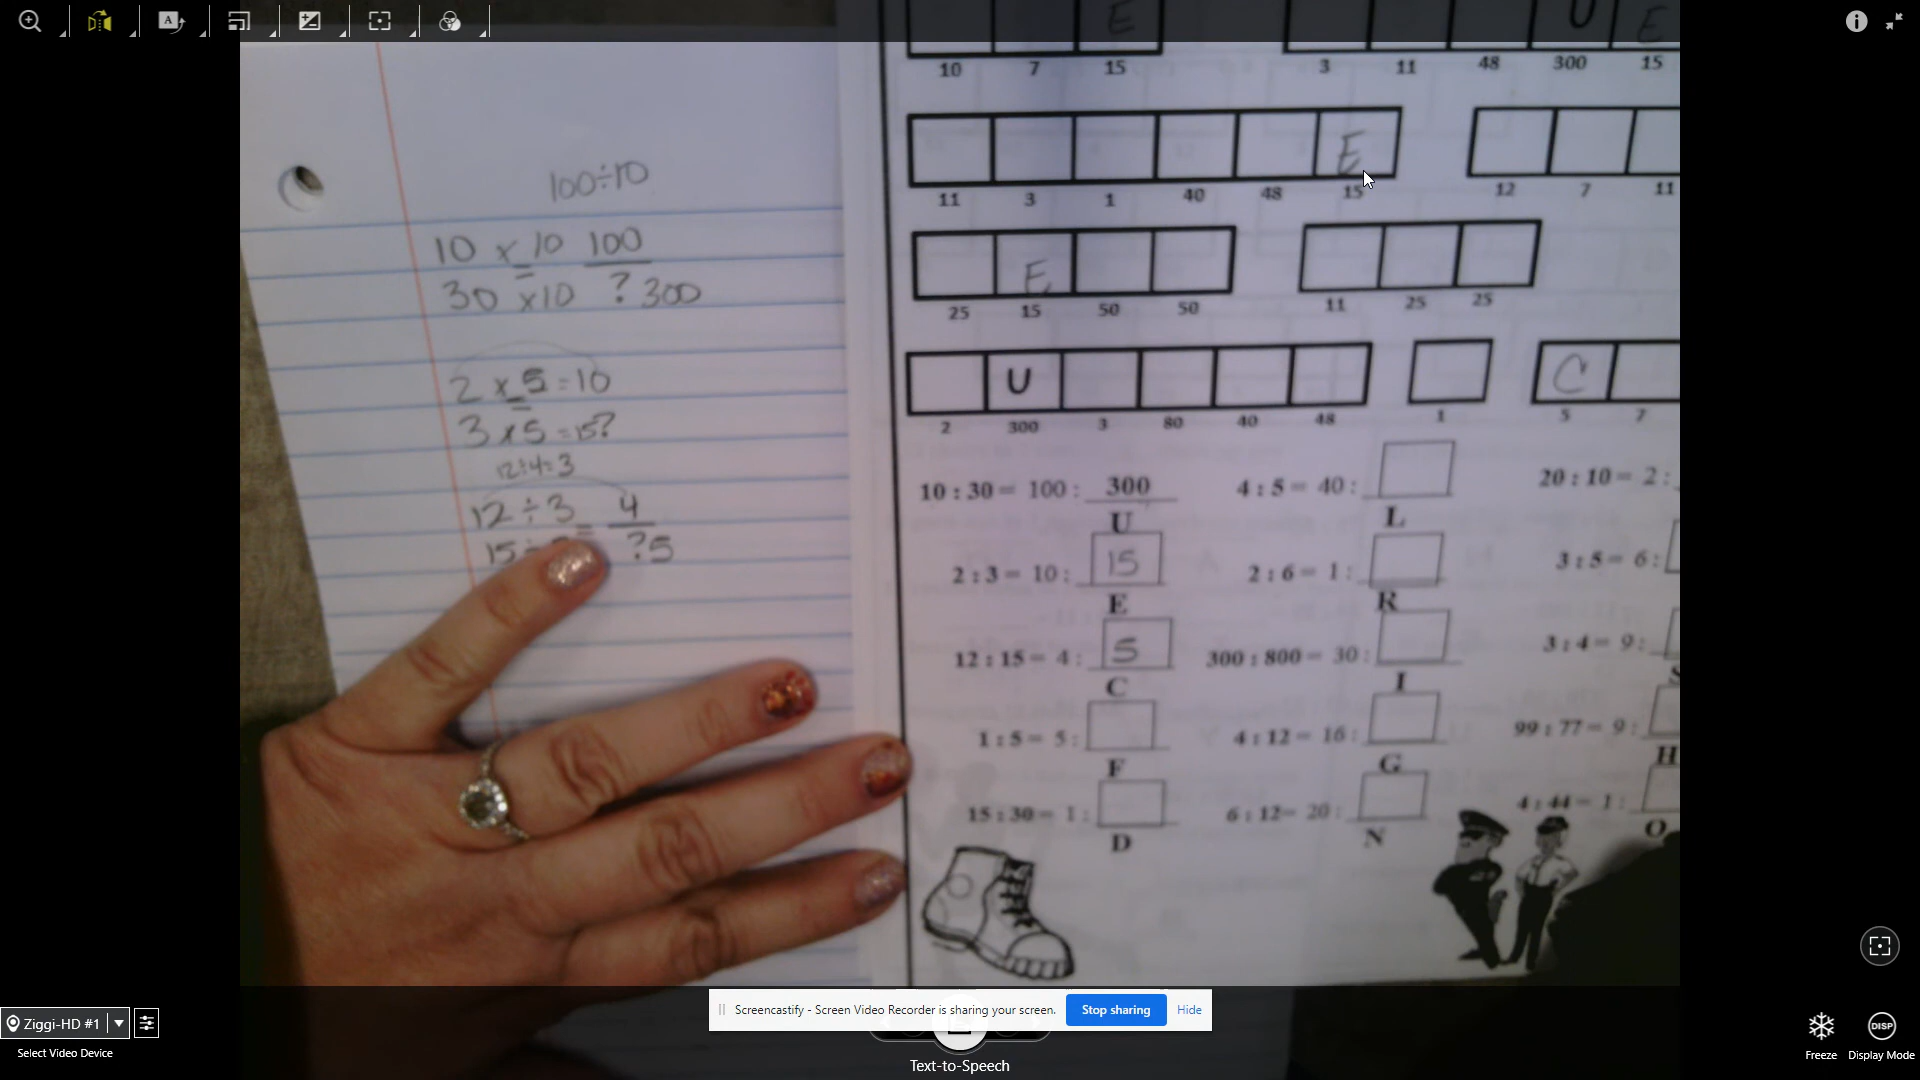 100÷10
10 x 10 = 100
30 x10 ? 300
2 x 5 = 10
3 x 5 = 15?
12÷4=3
12÷3 = 4
15÷ ?5
E U E
10 7 15 3 11 48 300 15
E
11 3 1 40 48 15 12 7 11
E
25 15 50 50 11 25 25
U C
2 300 3 80 40 48 1 5 7
10 : 30 = 100 : 300 4 : 5 = 40 : 20 : 10 = 2 :
U L
2 : 3 = 10 : 15 2 : 6 = 1 : 3 : 5 = 6 :
E R
12 : 15 = 4 : 5 300 : 800 = 30 : 3 : 4 = 9 :
C I S
1 : 5 = 5 : 4 : 12 = 16 : 99 : 77 = 9 :
F G H
15 : 30 = 1 : 6 : 12 = 20 : 4 : 44 = 1 :
D N O
Screencastify - Screen Video Recorder is sharing your screen. Stop sharing Hide
Ziggi-HD #1
Select Video Device
Text-to-Speech
DISP
Freeze Display Mode